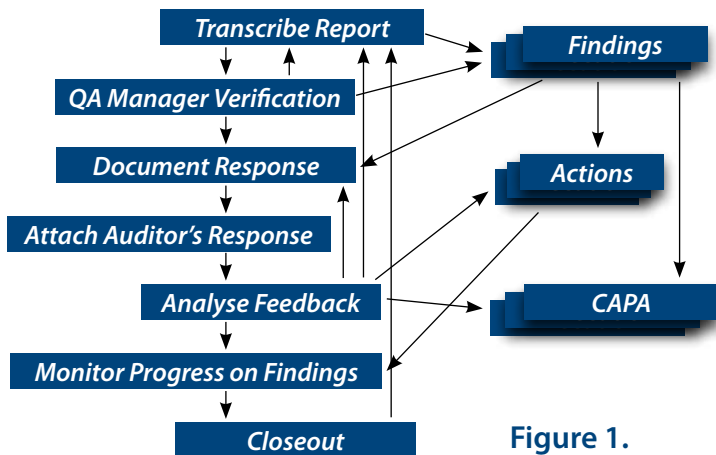 Transcribe Report
Findings
QA Manager Verification
Document Response
Actions
Attach Auditor's Response
Analyse Feedback
CAPA
Monitor Progress on Findings
Closeout
Figure 1.